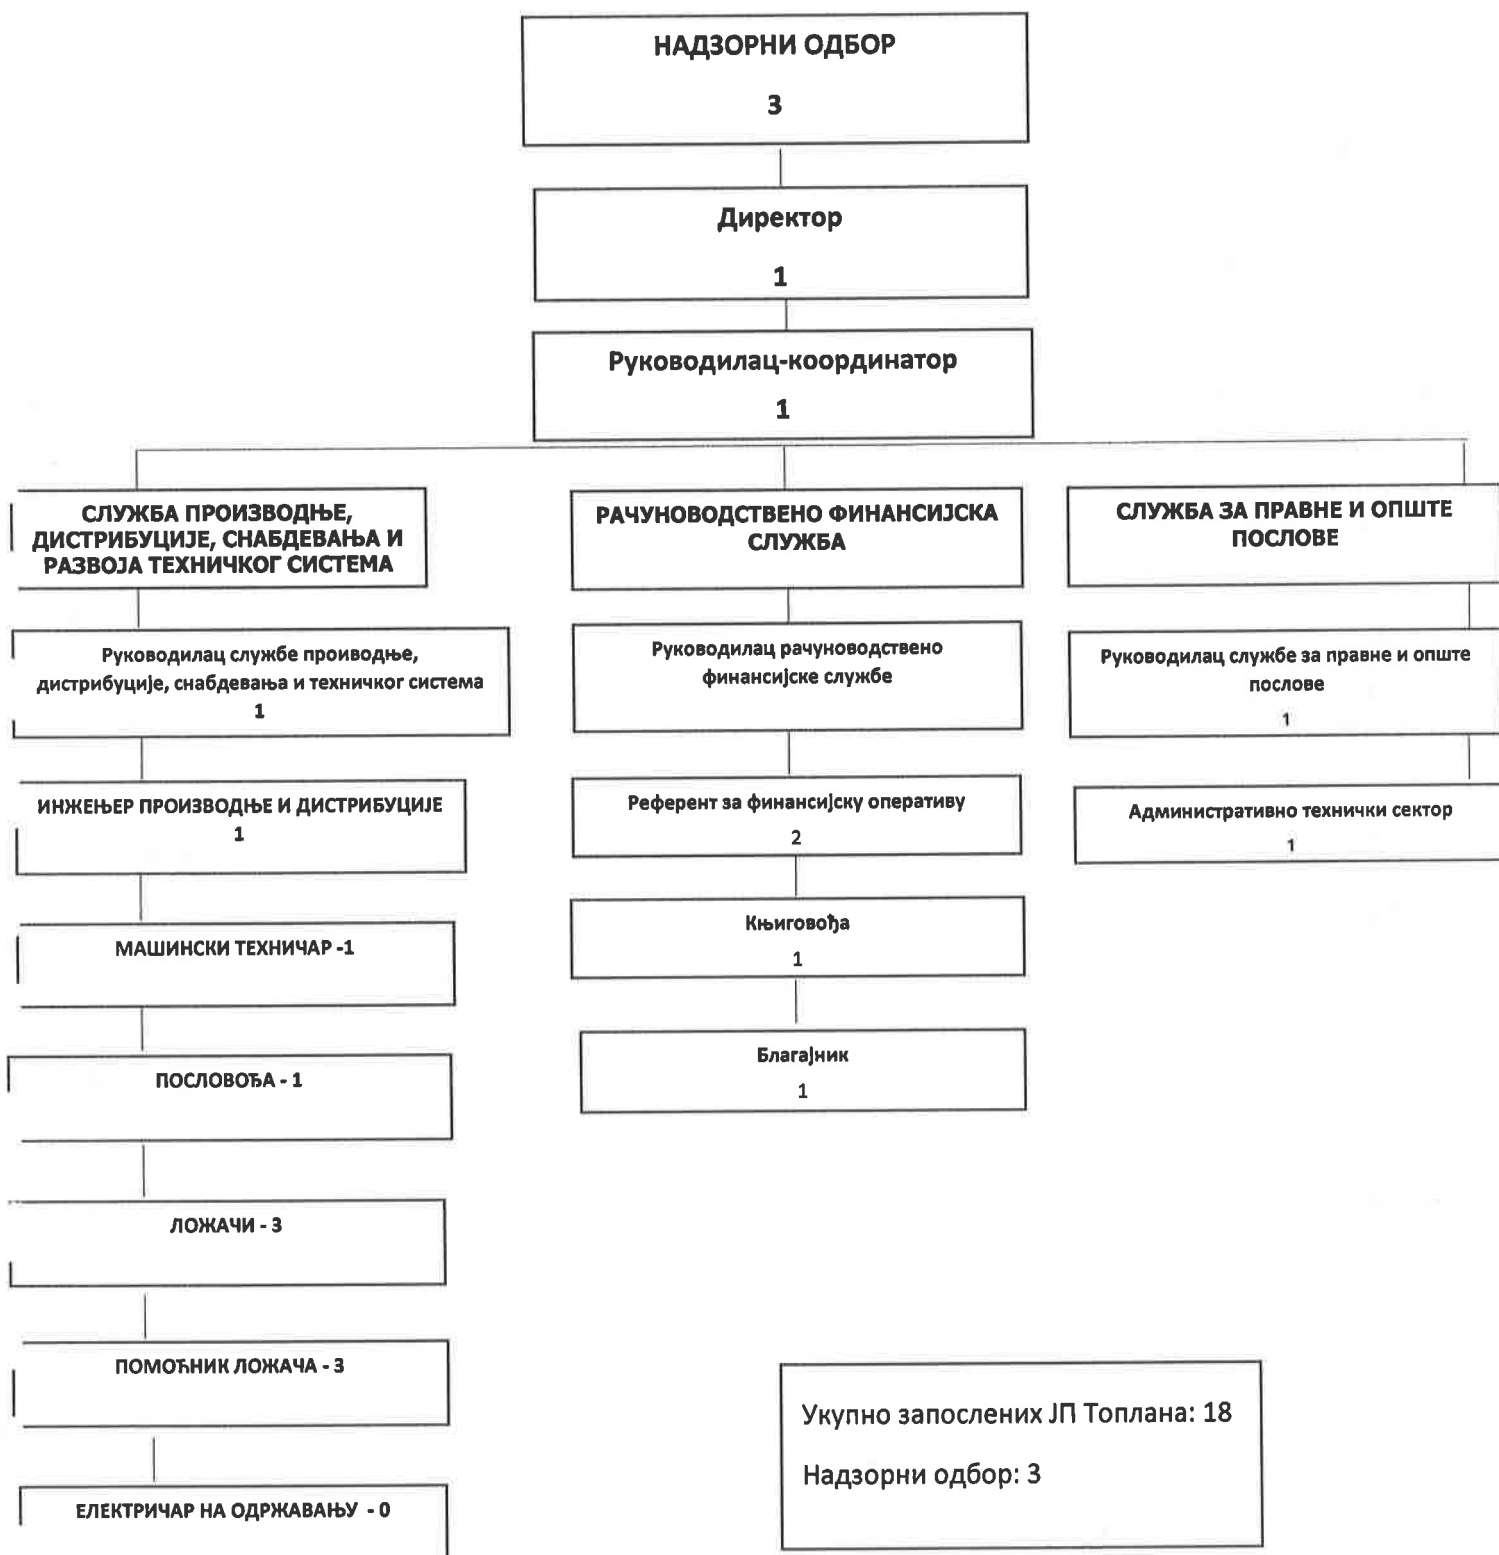 НАДЗОРНИ ОДБОР
3
Директор
1
Руководилац-координатор
1
СЛУЖБА ПРОИЗВОДЊЕ,
ДИСТРИБУЦИЈЕ, СНАБДЕВАЊА И
РАЗВОЈА ТЕХНИЧКОГ СИСТЕМА
Руководилац службе проиводње,
дистрибуције, снабдевања и техничког система
1
ИНЖЕЊЕР ПРОИЗВОДЊЕ И ДИСТРИБУЦИЈЕ
1
МАШИНСКИ ТЕХНИЧАР -1
ПОСЛОВОЂА - 1
ЛОЖАЧИ - 3
ПОМОЋНИК ЛОЖАЧА - 3
ЕЛЕКТРИЧАР НА ОДРЖАВАЊУ - 0
РАЧУНОВОДСТВЕНО ФИНАНСИЈСКА
СЛУЖБА
Руководилац рачуноводствено
финансијске службе
Референт за финансијску оперативу
2
Књиговођа
1
Благајник
1
СЛУЖБА ЗА ПРАВНЕ И ОПШТЕ
ПОСЛОВЕ
Руководилац службе за правне и опште
послове
1
Административно технички сектор
1
Укупно запослених ЈП Топлана: 18
Надзорни одбор: 3